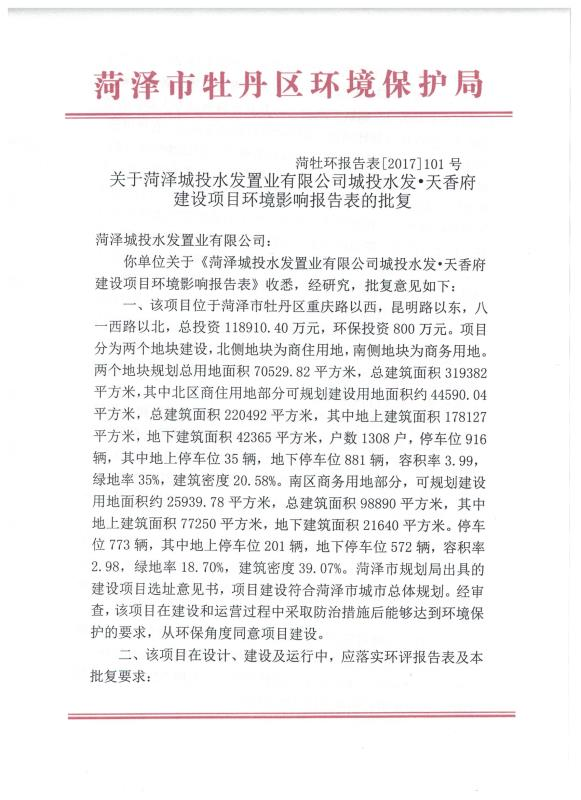 菏泽市牡丹区环境保护局
菏牡环报告表[2017]101 号
关于菏泽城投水发置业有限公司城投水发•天香府
建设项目环境影响报告表的批复
菏泽城投水发置业有限公司：
你单位关于《菏泽城投水发置业有限公司城投水发•天香府
建设项目环境影响报告表》收悉，经研究，批复意见如下：
一、该项目位于菏泽市牡丹区重庆路以西，昆明路以东，八
一西路以北，总投资 118910.40 万元，环保投资 800 万元。项目
分为两个地块建设，北侧地块为商住用地，南侧地块为商务用地。
两个地块规划总用地面积 70529.82 平方米，总建筑面积 319382
平方米，其中北区商住用地部分可规划建设用地面积约 44590.04
平方米，总建筑面积 220492 平方米，其中地上建筑面积 178127
平方米，地下建筑面积 42365 平方米，户数 1308 户，停车位 916
辆，其中地上停车位 35 辆，地下停车位 881 辆，容积率 3.99，
绿地率 35%，建筑密度 20.58%。南区商务用地部分，可规划建设
用地面积约 25939.78 平方米，总建筑面积 98890 平方米，其中
地上建筑面积 77250 平方米，地下建筑面积 21640 平方米。停车
位 773 辆，其中地上停车位 201 辆，地下停车位 572 辆，容积率
2.98，绿地率 18.70%，建筑密度 39.07%。菏泽市规划局出具的
建设项目选址意见书，项目建设符合菏泽市城市总体规划。经审
查，该项目在建设和运营过程中采取防治措施后能够达到环境保
护的要求，从环保角度同意项目建设。
二、该项目在设计、建设及运行中，应落实环评报告表及本
批复要求：